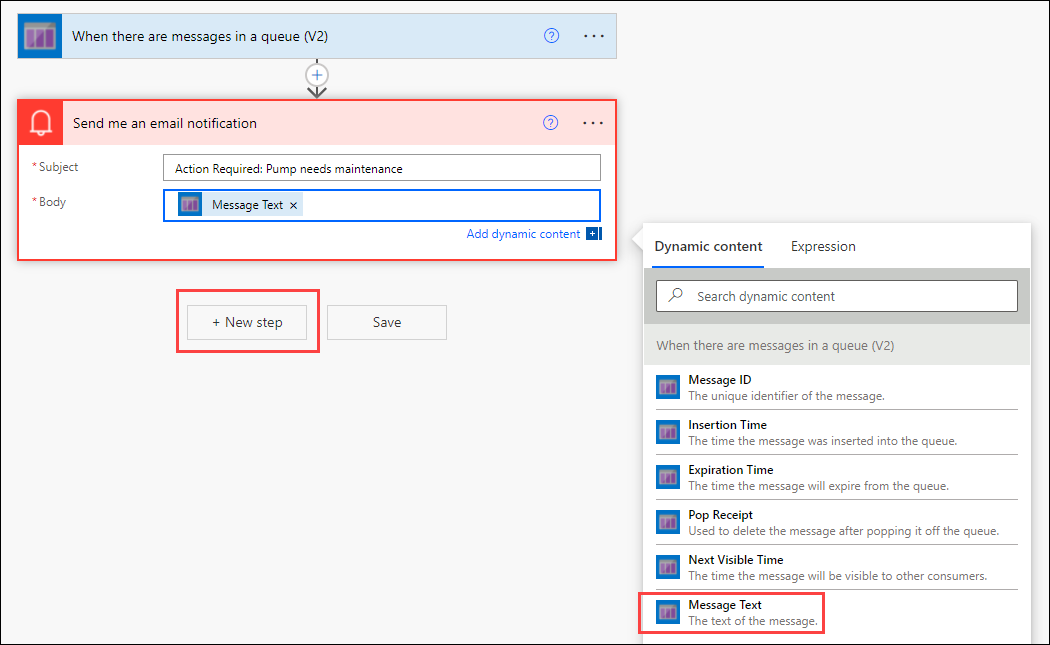 When there are messages in a queue (V2)
Send me an email notification
*Subject
Action Required: Pump needs maintenance
*Body
Message Text ×
Add dynamic content
+ New step
Save
Dynamic content Expression
Search dynamic content
When there are messages in a queue (V2)
Message ID
The unique identifier of the message.
Insertion Time
The time the message was inserted into the queue.
Expiration Time
The time the message will expire from the queue.
Pop Receipt
Used to delete the message after popping it off the queue.
Next Visible Time
The time the message will be visible to other consumers.
Message Text
The text of the message.